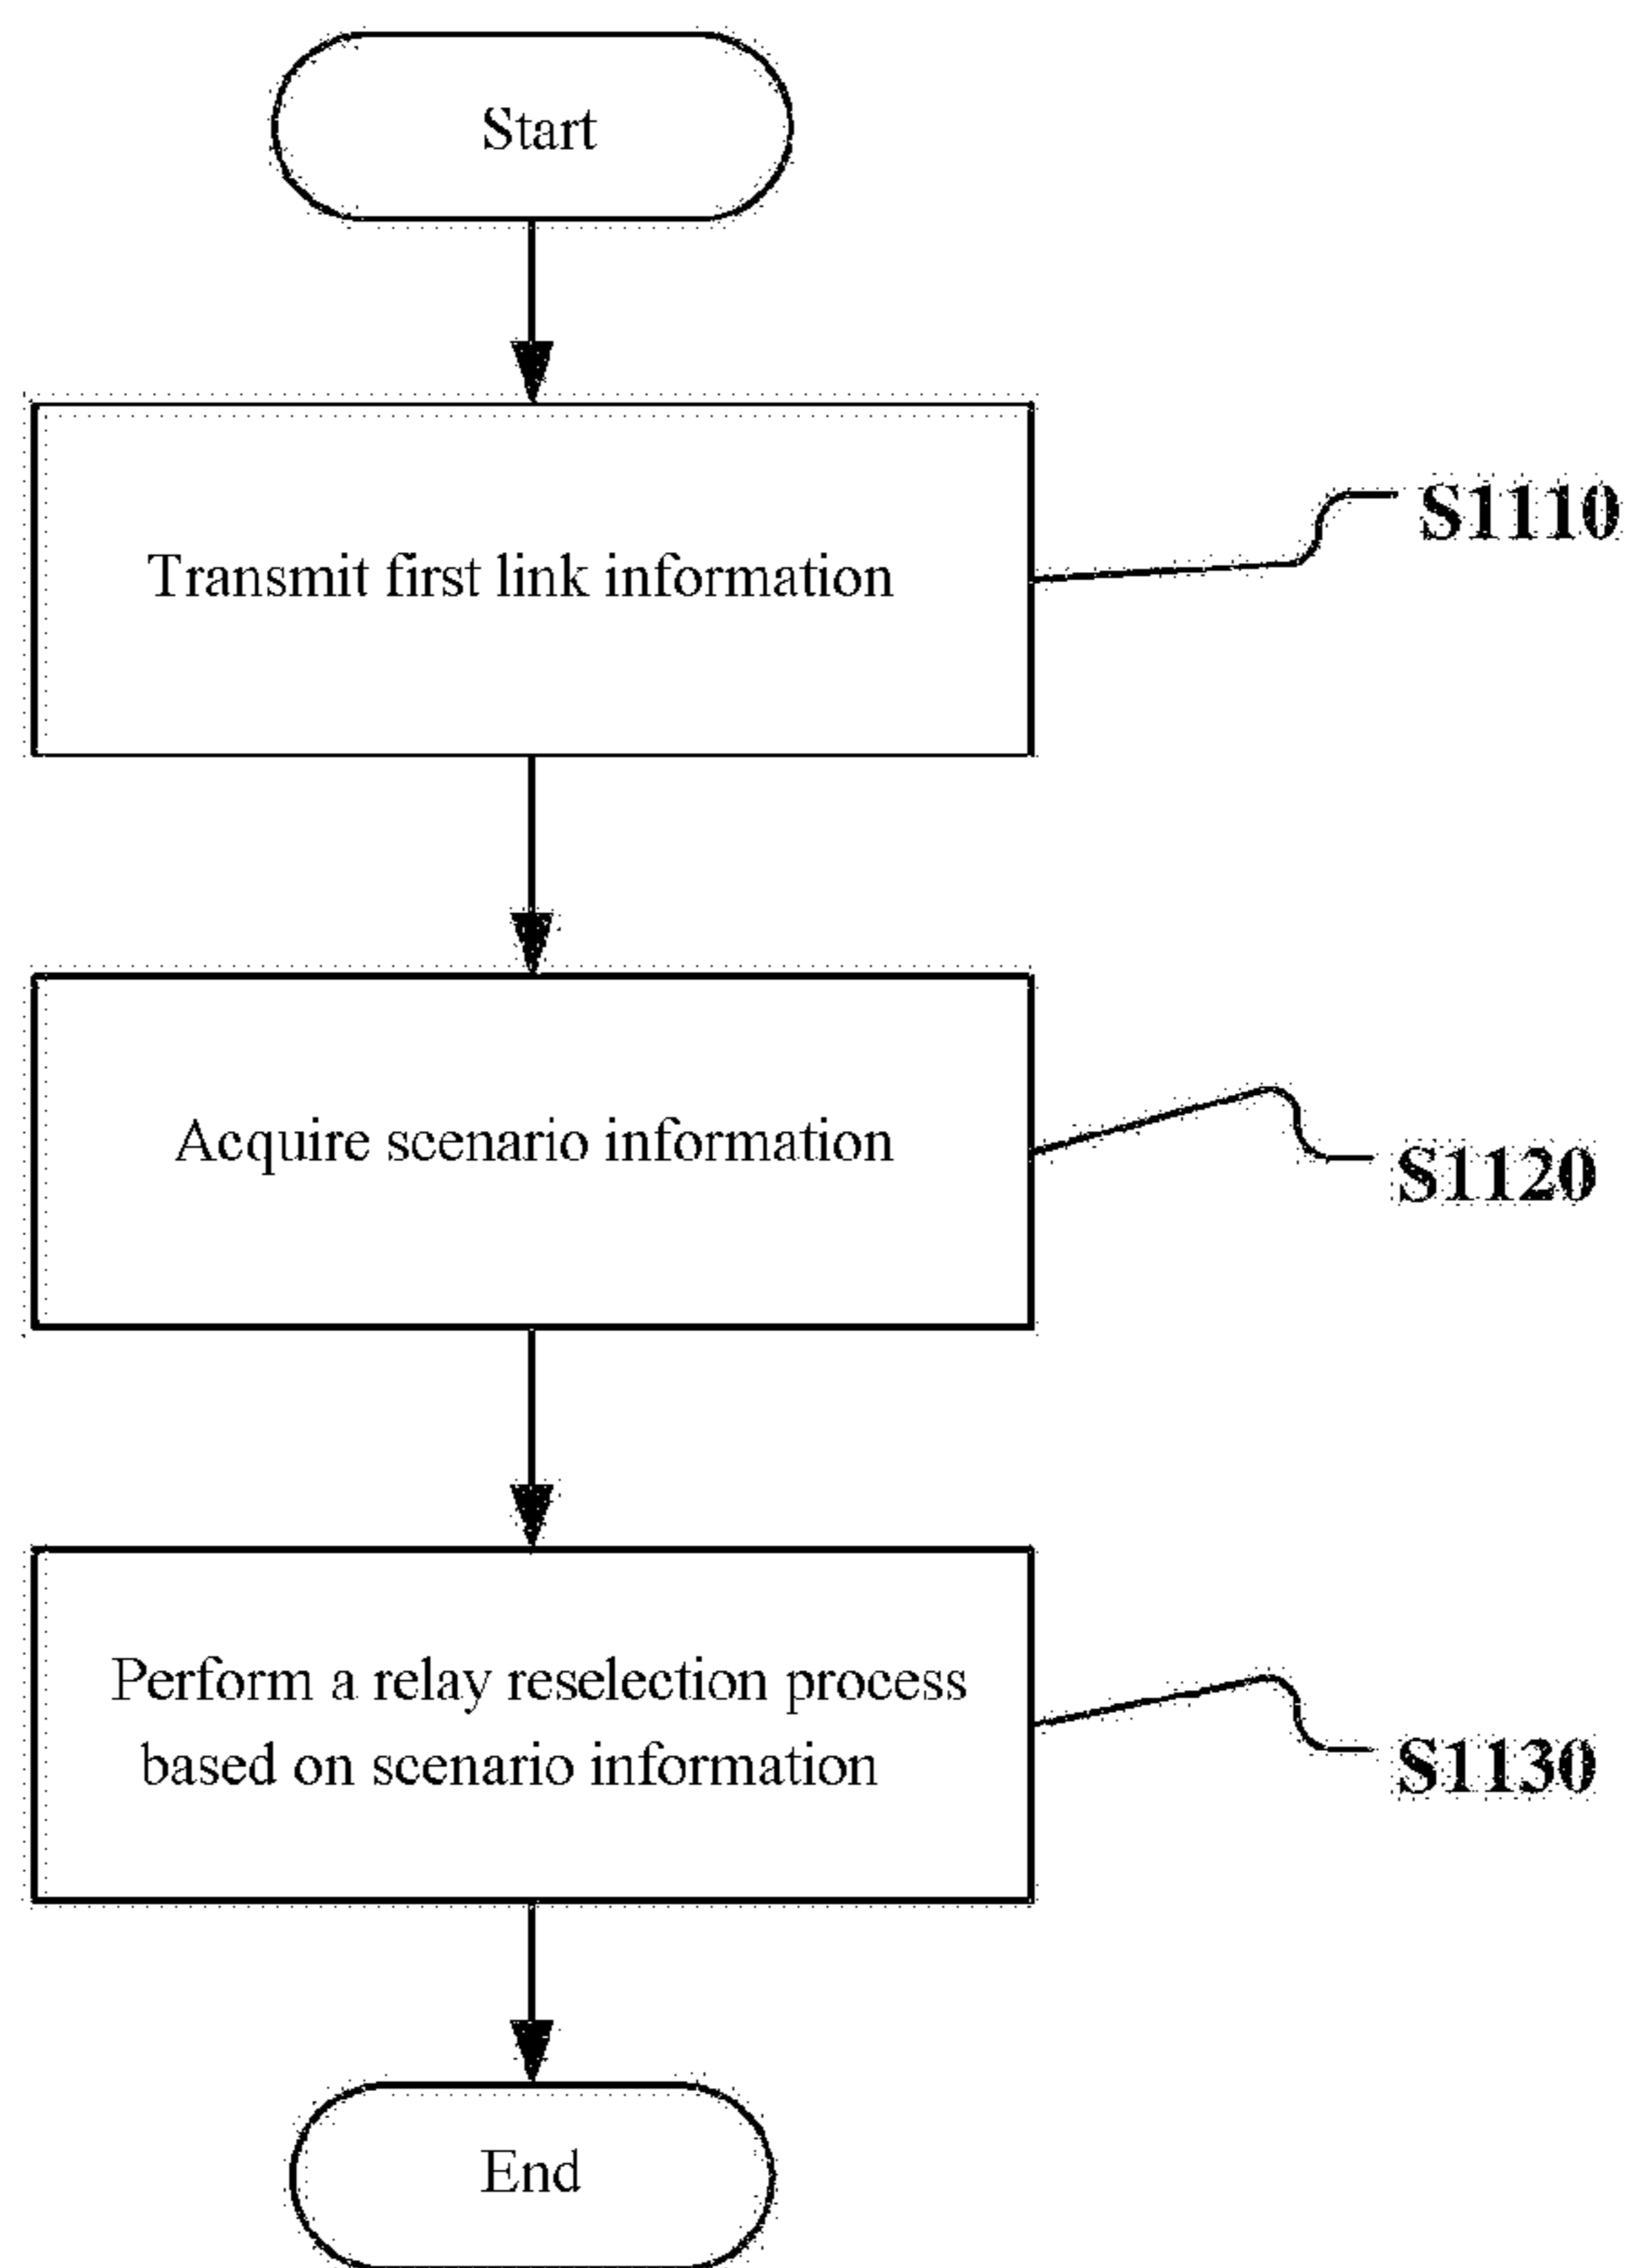 Start
Transmit first link information
S1110
Acquire scenario information
S1120
Perform a relay reselection process
based on scenario information
S1130
End